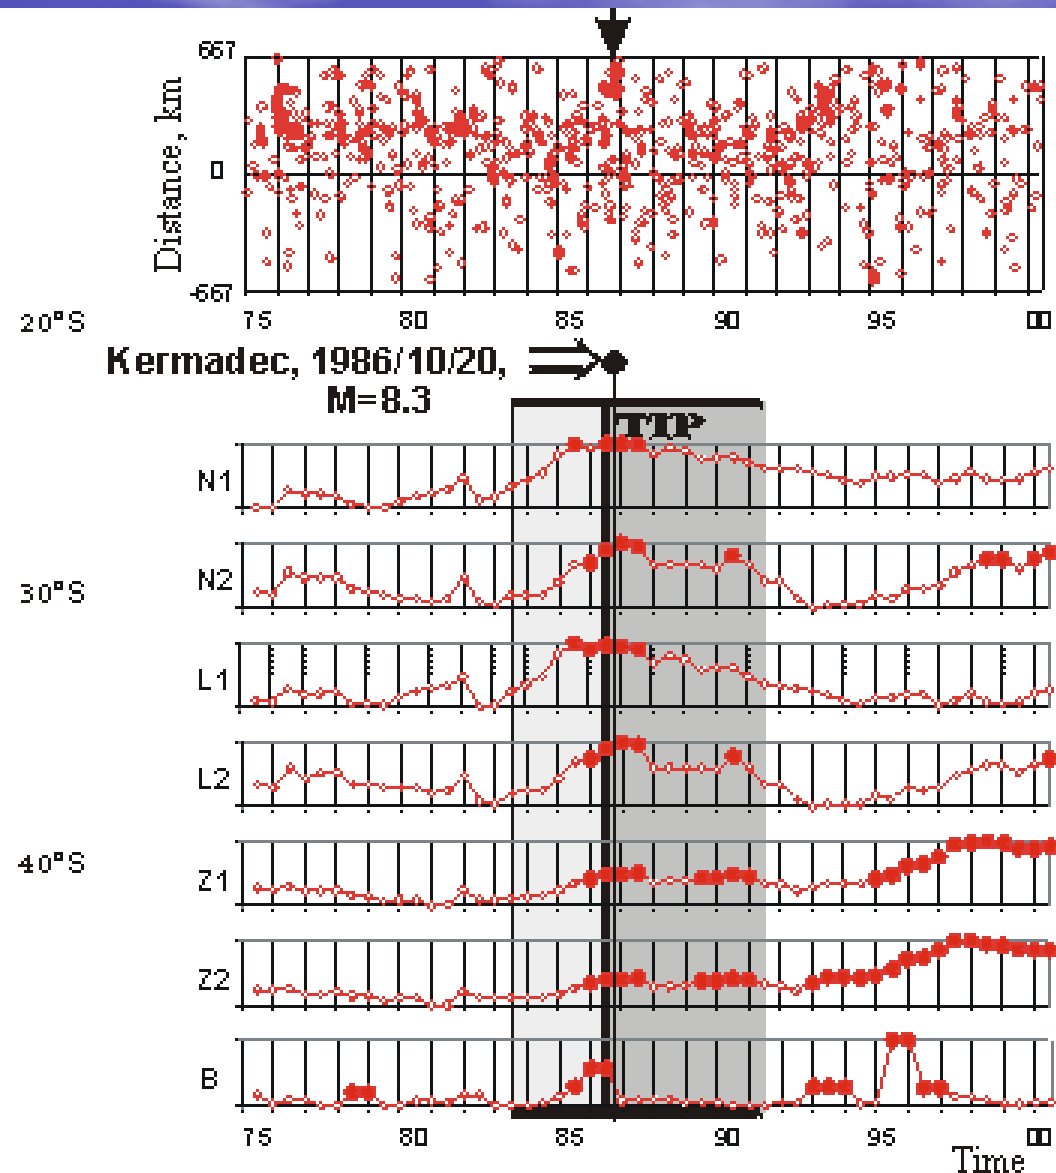 667
Distance, km
0
-667
75 80 85 90 95 00
20°S
Kermadec, 1986/10/20,
M=8.3
TIP
N1
N2
30°S
L1
L2
Z1
40°S
Z2
B
75 80 85 90 95 00
Time